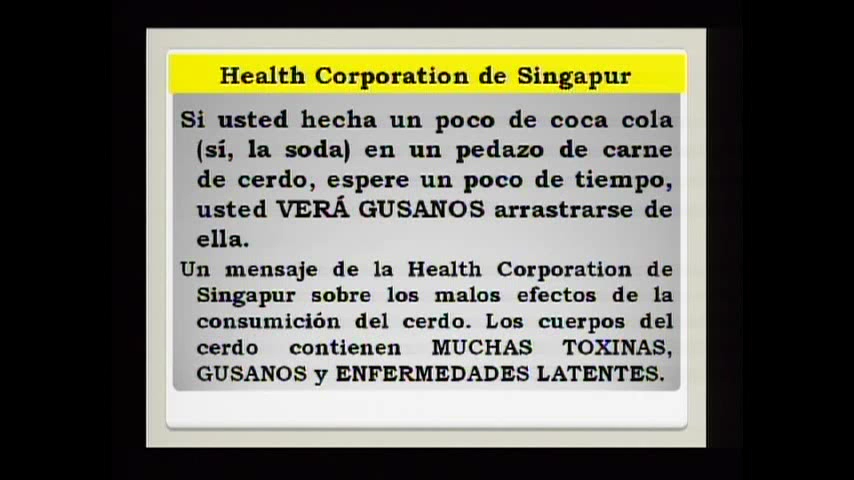 Health Corporation de Singapur
Si usted hecha un poco de coca cola
(sí, la soda) en un pedazo de carne
de cerdo, espere un poco de tiempo,
usted VERÁ GUSANOS arrastrarse de
ella.
Un mensaje de la Health Corporation de
Singapur sobre los malos efectos de la
consumición del cerdo. Los cuerpos del
cerdo contienen MUCHAS TOXINAS,
GUSANOS y ENFERMEDADES LATENTES.